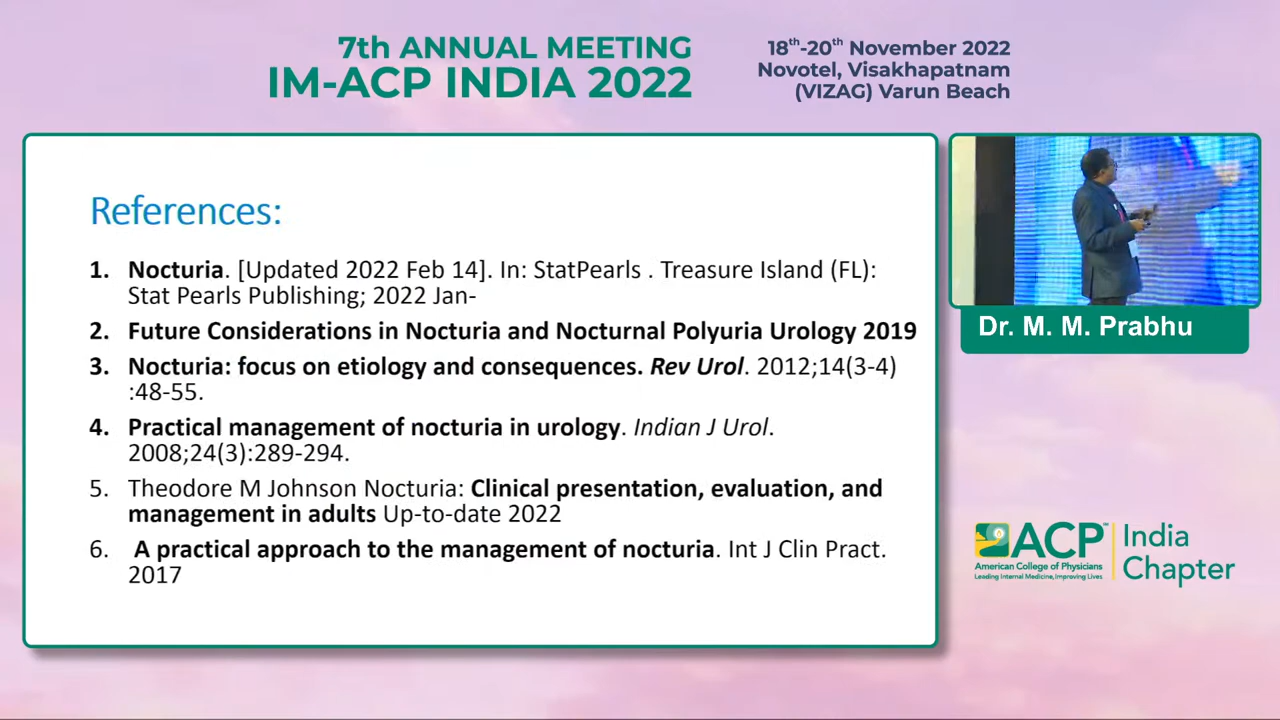 7th ANNUAL MEETING
IM-ACP INDIA 2022
18th-20th November 2022
Novotel, Visakhapatnam
(VIZAG) Varun Beach
References:
1. Nocturia. [Updated 2022 Feb 14]. In: StatPearls . Treasure Island (FL):
Stat Pearls Publishing; 2022 Jan-
2. Future Considerations in Nocturia and Nocturnal Polyuria Urology 2019
3. Nocturia: focus on etiology and consequences. Rev Urol. 2012;14(3-4)
:48-55.
4. Practical management of nocturia in urology. Indian J Urol.
2008;24(3):289-294.
5. Theodore M Johnson Nocturia: Clinical presentation, evaluation, and
management in adults Up-to-date 2022
6. A practical approach to the management of nocturia. Int J Clin Pract.
2017
Dr. M. M. Prabhu
ACP™
American College of Physicians
Leading Internal Medicine, Improving Lives
India
Chapter